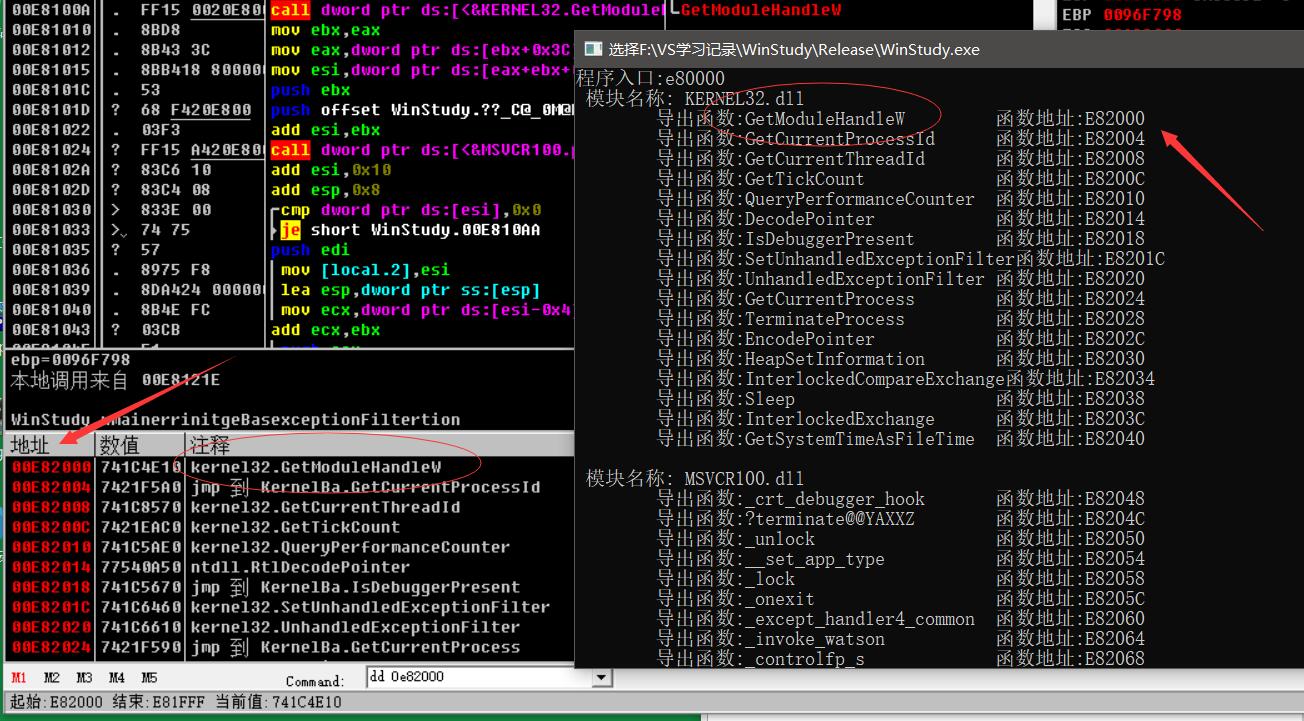 00E8100A . FF15 0020E80 call dword ptr ds:[<&KERNEL32.GetModuleH GetModuleHandleW
00E81010 . 8BD8 mov ebx,eax
00E81012 . 8B43 3C mov eax,dword ptr ds:[ebx+0x3C
00E81015 . 8BB418 80000 mov esi,dword ptr ds:[eax+ebx+
00E8101C . 53 push ebx
00E8101D ? 68 F420E800 push offset WinStudy.??_C@_0M@
00E81022 . 03F3 add esi,ebx
00E81024 ? FF15 A420E80 call dword ptr ds:[<&MSVCR100.p
00E8102A ? 83C6 10 add esi,0x10
00E8102D ? 83C4 08 add esp,0x8
00E81030 > 833E 00 cmp dword ptr ds:[esi],0x0
00E81033 >⌄ 74 75 je short WinStudy.00E810AA
00E81035 ? 57 push edi
00E81036 . 8975 F8 mov [local.2],esi
00E81039 . 8DA424 00000 lea esp,dword ptr ss:[esp]
00E81040 . 8B4E FC mov ecx,dword ptr ds:[esi-0x4]
00E81043 ? 03CB add ecx,ebx
ebp=0096F798
本地调用来自 00E8121E
WinStudy.wmainerrinitgeBasexceptionFiltertion
地址 数值 注释
00E82000 741C4E10 kernel32.GetModuleHandleW
00E82004 7421F5A0 jmp 到 KernelBa.GetCurrentProcessId
00E82008 741C8570 kernel32.GetCurrentThreadId
00E8200C 7421EAC0 kernel32.GetTickCount
00E82010 741C5AE0 kernel32.QueryPerformanceCounter
00E82014 77540A50 ntdll.RtlDecodePointer
00E82018 741C5670 jmp 到 KernelBa.IsDebuggerPresent
00E8201C 741C6460 kernel32.SetUnhandledExceptionFilter
00E82020 741C6610 kernel32.UnhandledExceptionFilter
00E82024 7421F590 jmp 到 KernelBa.GetCurrentProcess
M1 M2 M3 M4 M5 Command: dd 0e82000
起始:E82000 结束:E81FFF 当前值:741C4E10
EBP 0096F798
选择F:\VS学习记录\WinStudy\Release\WinStudy.exe
程序入口:e80000
模块名称: KERNEL32.dll
导出函数:GetModuleHandleW 函数地址:E82000
导出函数:GetCurrentProcessId 函数地址:E82004
导出函数:GetCurrentThreadId 函数地址:E82008
导出函数:GetTickCount 函数地址:E8200C
导出函数:QueryPerformanceCounter 函数地址:E82010
导出函数:DecodePointer 函数地址:E82014
导出函数:IsDebuggerPresent 函数地址:E82018
导出函数:SetUnhandledExceptionFilter函数地址:E8201C
导出函数:UnhandledExceptionFilter 函数地址:E82020
导出函数:GetCurrentProcess 函数地址:E82024
导出函数:TerminateProcess 函数地址:E82028
导出函数:EncodePointer 函数地址:E8202C
导出函数:HeapSetInformation 函数地址:E82030
导出函数:InterlockedCompareExchange函数地址:E82034
导出函数:Sleep 函数地址:E82038
导出函数:InterlockedExchange 函数地址:E8203C
导出函数:GetSystemTimeAsFileTime 函数地址:E82040
模块名称: MSVCR100.dll
导出函数:_crt_debugger_hook 函数地址:E82048
导出函数:?terminate@@YAXXZ 函数地址:E8204C
导出函数:_unlock 函数地址:E82050
导出函数:__set_app_type 函数地址:E82054
导出函数:_lock 函数地址:E82058
导出函数:_onexit 函数地址:E8205C
导出函数:_except_handler4_common 函数地址:E82060
导出函数:_invoke_watson 函数地址:E82064
导出函数:_controlfp_s 函数地址:E82068